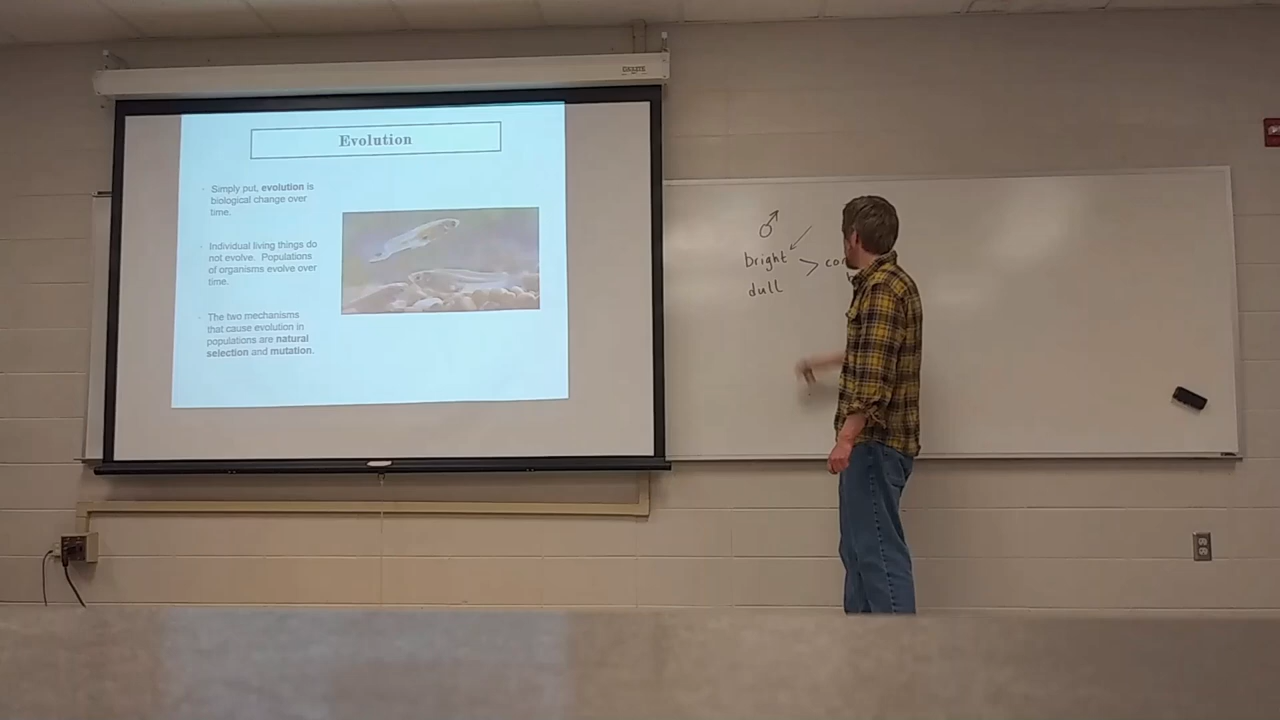 DALITE
Evolution
Simply put, evolution is
biological change over
time.
Individual living things do
not evolve. Populations
of organisms evolve over
time.
The two mechanisms
that cause evolution in
populations are natural
selection and mutation.
♂
bright
dull